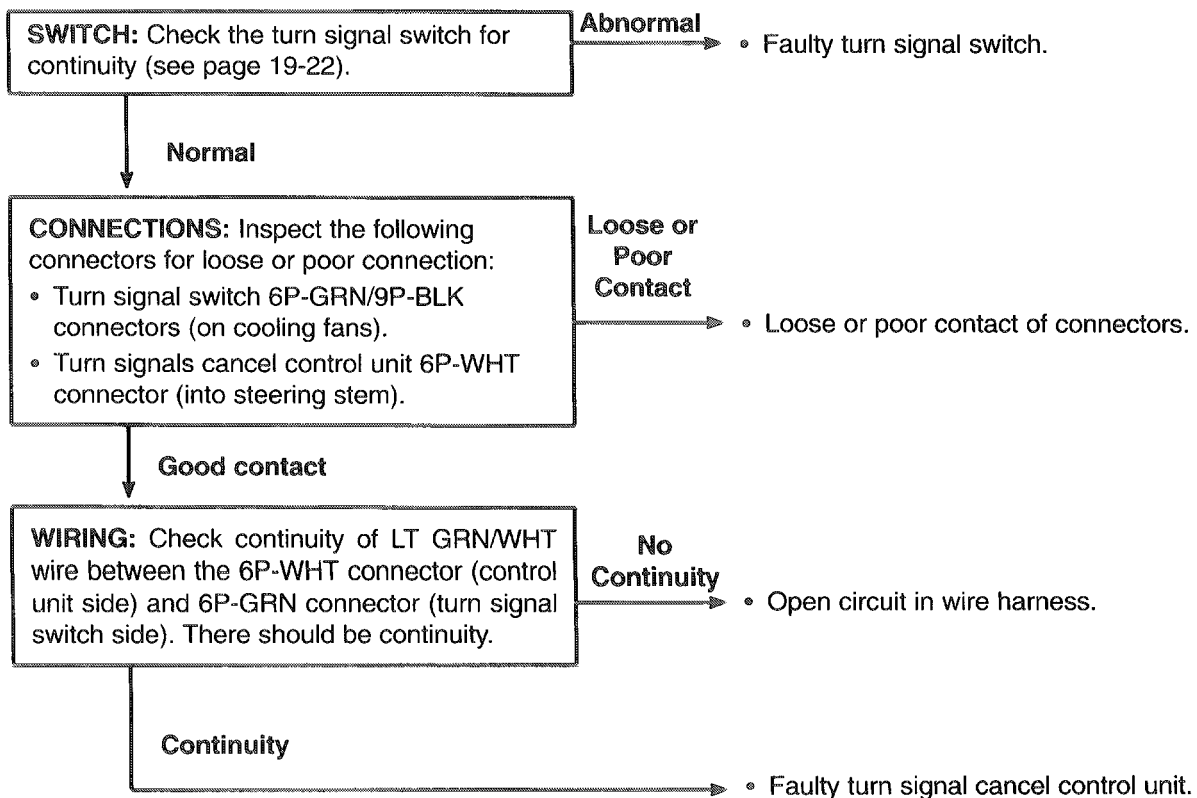 SWITCH: Check the turn signal switch for
continuity (see page 19-22).
Abnormal
• Faulty turn signal switch.
Normal
CONNECTIONS: Inspect the following
connectors for loose or poor connection:
• Turn signal switch 6P-GRN/9P-BLK
connectors (on cooling fans).
• Turn signals cancel control unit 6P-WHT
connector (into steering stem).
Loose or
Poor
Contact
• Loose or poor contact of connectors.
Good contact
WIRING: Check continuity of LT GRN/WHT
wire between the 6P-WHT connector (control
unit side) and 6P-GRN connector (turn signal
switch side). There should be continuity.
No
Continuity
• Open circuit in wire harness.
Continuity
• Faulty turn signal cancel control unit.